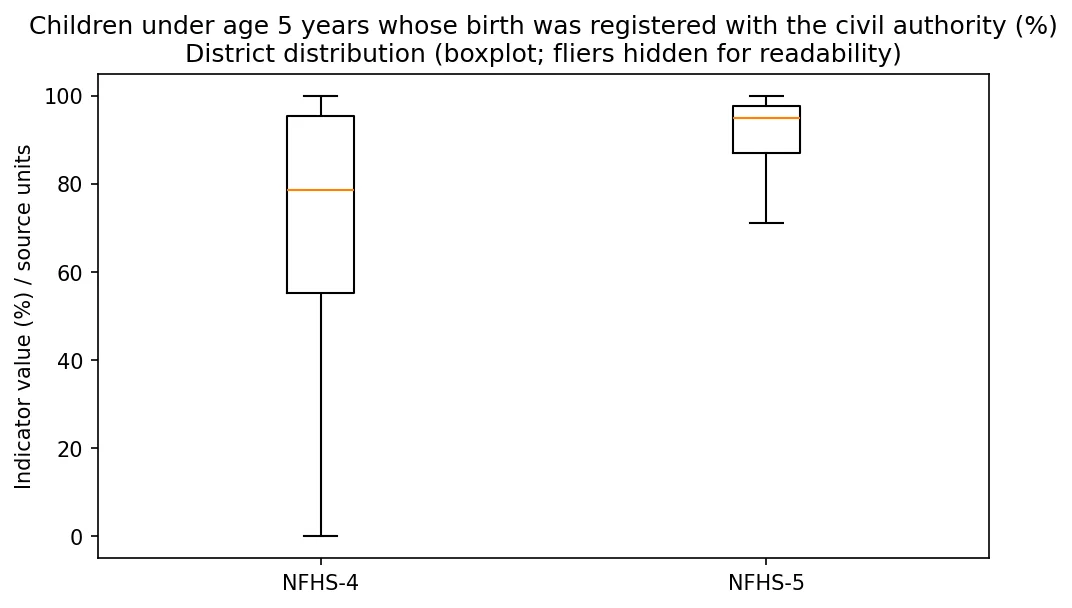 Children under age 5 years whose birth was registered with the civil authority (%)
District distribution (boxplot; fliers hidden for readability)
Indicator value (%) / source units
100
80
60
40
20
0
NFHS-4
NFHS-5